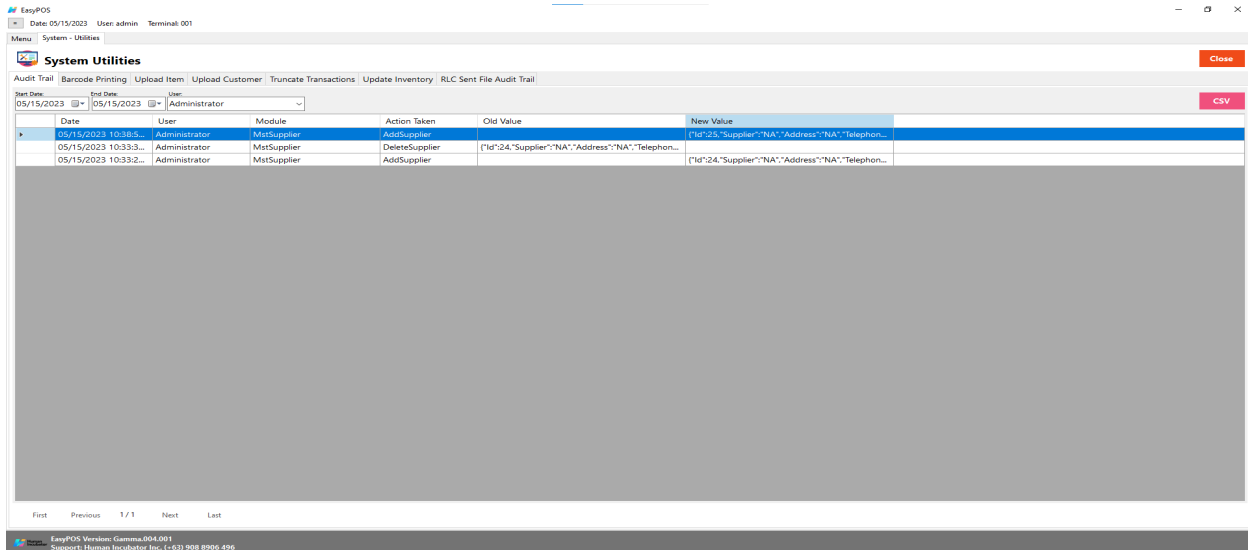 EasyPOS
Date: 05/15/2023 User: admin Terminal: 001
Menu System - Utilities
System Utilities
Close
Audit Trail Barcode Printing Upload Item Upload Customer Truncate Transactions Update Inventory RLC Sent File Audit Trail
Start Date: End Date: User:
05/15/2023 05/15/2023 Administrator
CSV
Date User Module Action Taken Old Value New Value
05/15/2023 10:38:5... Administrator MstSupplier AddSupplier {"Id":25,"Supplier":"NA","Address":"NA","Telephon...
05/15/2023 10:33:3... Administrator MstSupplier DeleteSupplier {"Id":24,"Supplier":"NA","Address":"NA","Telephon...
05/15/2023 10:33:2... Administrator MstSupplier AddSupplier {"Id":24,"Supplier":"NA","Address":"NA","Telephon...
First Previous 1 / 1 Next Last
EasyPOS Version: Gamma.004.001
Support: Human Incubator Inc. (+63) 908 8906 496